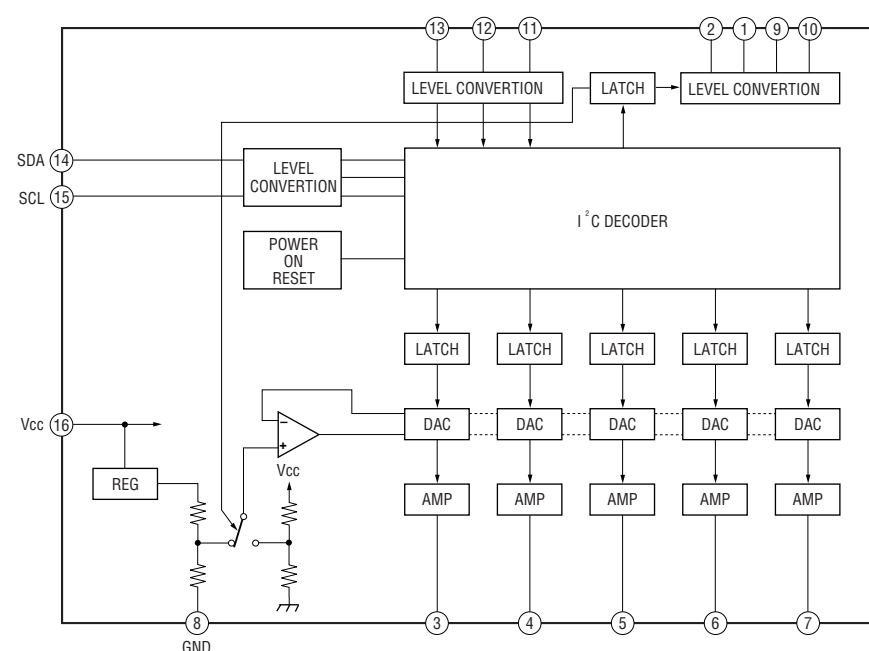 13 12 11 2 1 9 10
LEVEL CONVERTION LATCH LEVEL CONVERTION
SDA 14
LEVEL
CONVERTION
SCL 15
I²C DECODER
POWER
ON
RESET
LATCH LATCH LATCH LATCH LATCH
Vcc 16
−
+
DAC DAC DAC DAC DAC
Vcc
REG
AMP AMP AMP AMP AMP
8 3 4 5 6 7
GND